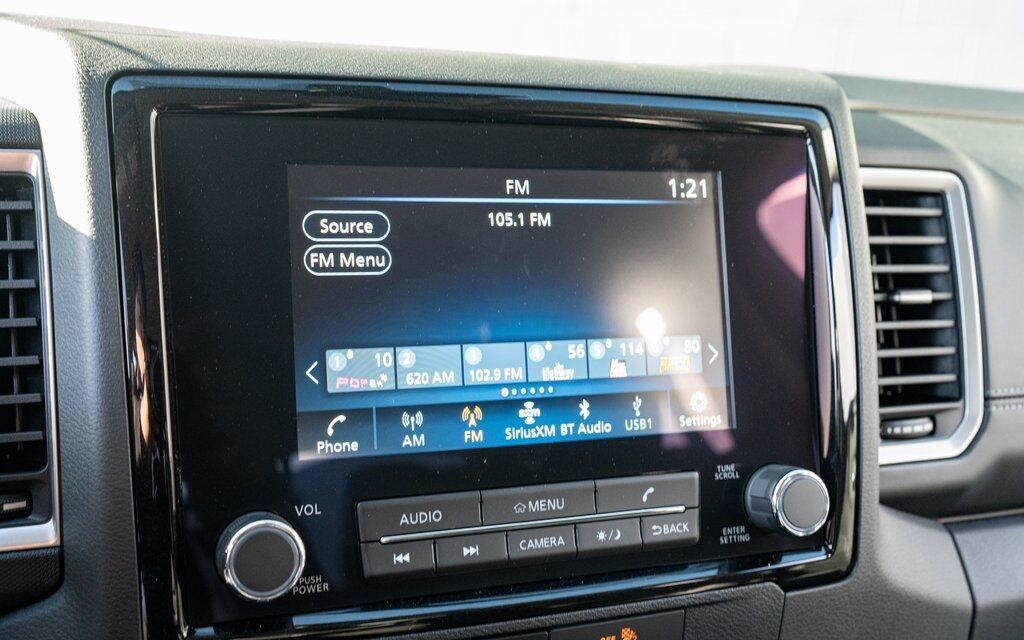 FM 1:21
105.1 FM
Source
FM Menu
1 10 2 3 4 56 5 114 80
620 AM 102.9 FM
Phone AM FM SiriusXM BT Audio USB1 Settings
VOL
PUSH
POWER
AUDIO MENU
CAMERA BACK
TUNE
SCROLL
ENTER
SETTING
OFF